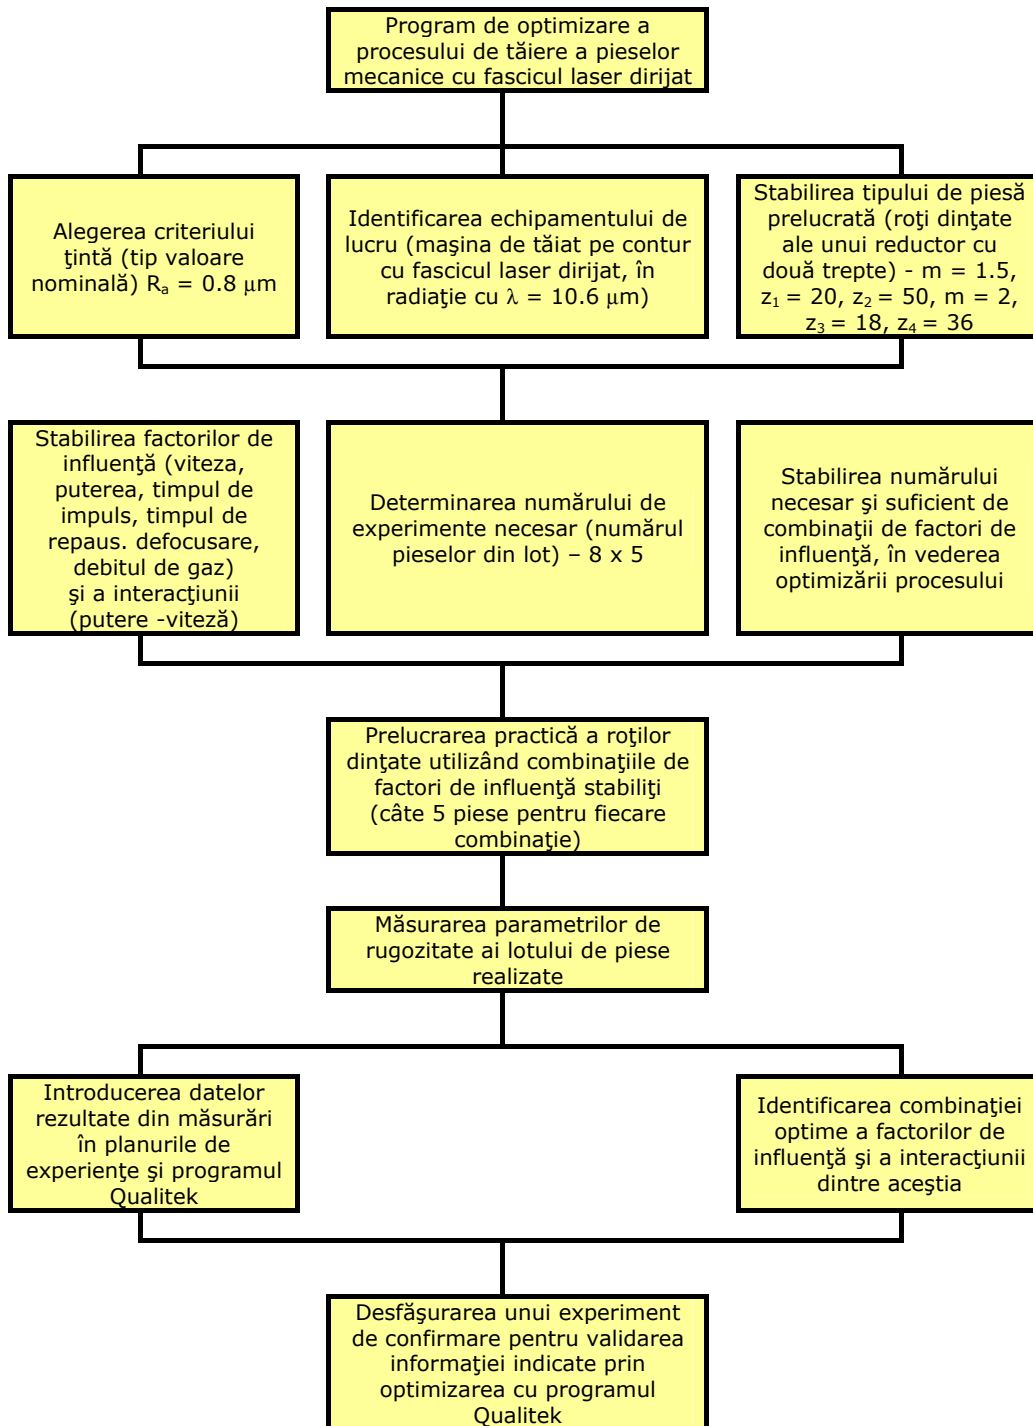 Program de optimizare a
procesului de tăiere a pieselor
mecanice cu fascicul laser dirijat
Alegerea criteriului
ţintă (tip valoare
nominală) Rₐ = 0.8 μm
Identificarea echipamentului de
lucru (maşina de tăiat pe contur
cu fascicul laser dirijat, în
radiaţie cu λ = 10.6 μm)
Stabilirea tipului de piesă
prelucrată (roţi dinţate
ale unui reductor cu
două trepte) - m = 1.5,
z₁ = 20, z₂ = 50, m = 2,
z₃ = 18, z₄ = 36
Stabilirea factorilor de
influenţă (viteza,
puterea, timpul de
impuls, timpul de
repaus. defocusare,
debitul de gaz)
şi a interacţiunii
(putere -viteză)
Determinarea numărului de
experimente necesar (numărul
pieselor din lot) – 8 x 5
Stabilirea numărului
necesar şi suficient de
combinaţii de factori de
influenţă, în vederea
optimizării procesului
Prelucrarea practică a roţilor
dinţate utilizând combinaţiile de
factori de influenţă stabiliţi
(câte 5 piese pentru fiecare
combinaţie)
Măsurarea parametrilor de
rugozitate ai lotului de piese
realizate
Introducerea datelor
rezultate din măsurări
în planurile de
experienţe şi programul
Qualitek
Identificarea combinaţiei
optime a factorilor de
influenţă şi a interacţiunii
dintre aceştia
Desfăşurarea unui experiment
de confirmare pentru validarea
informaţiei indicate prin
optimizarea cu programul
Qualitek